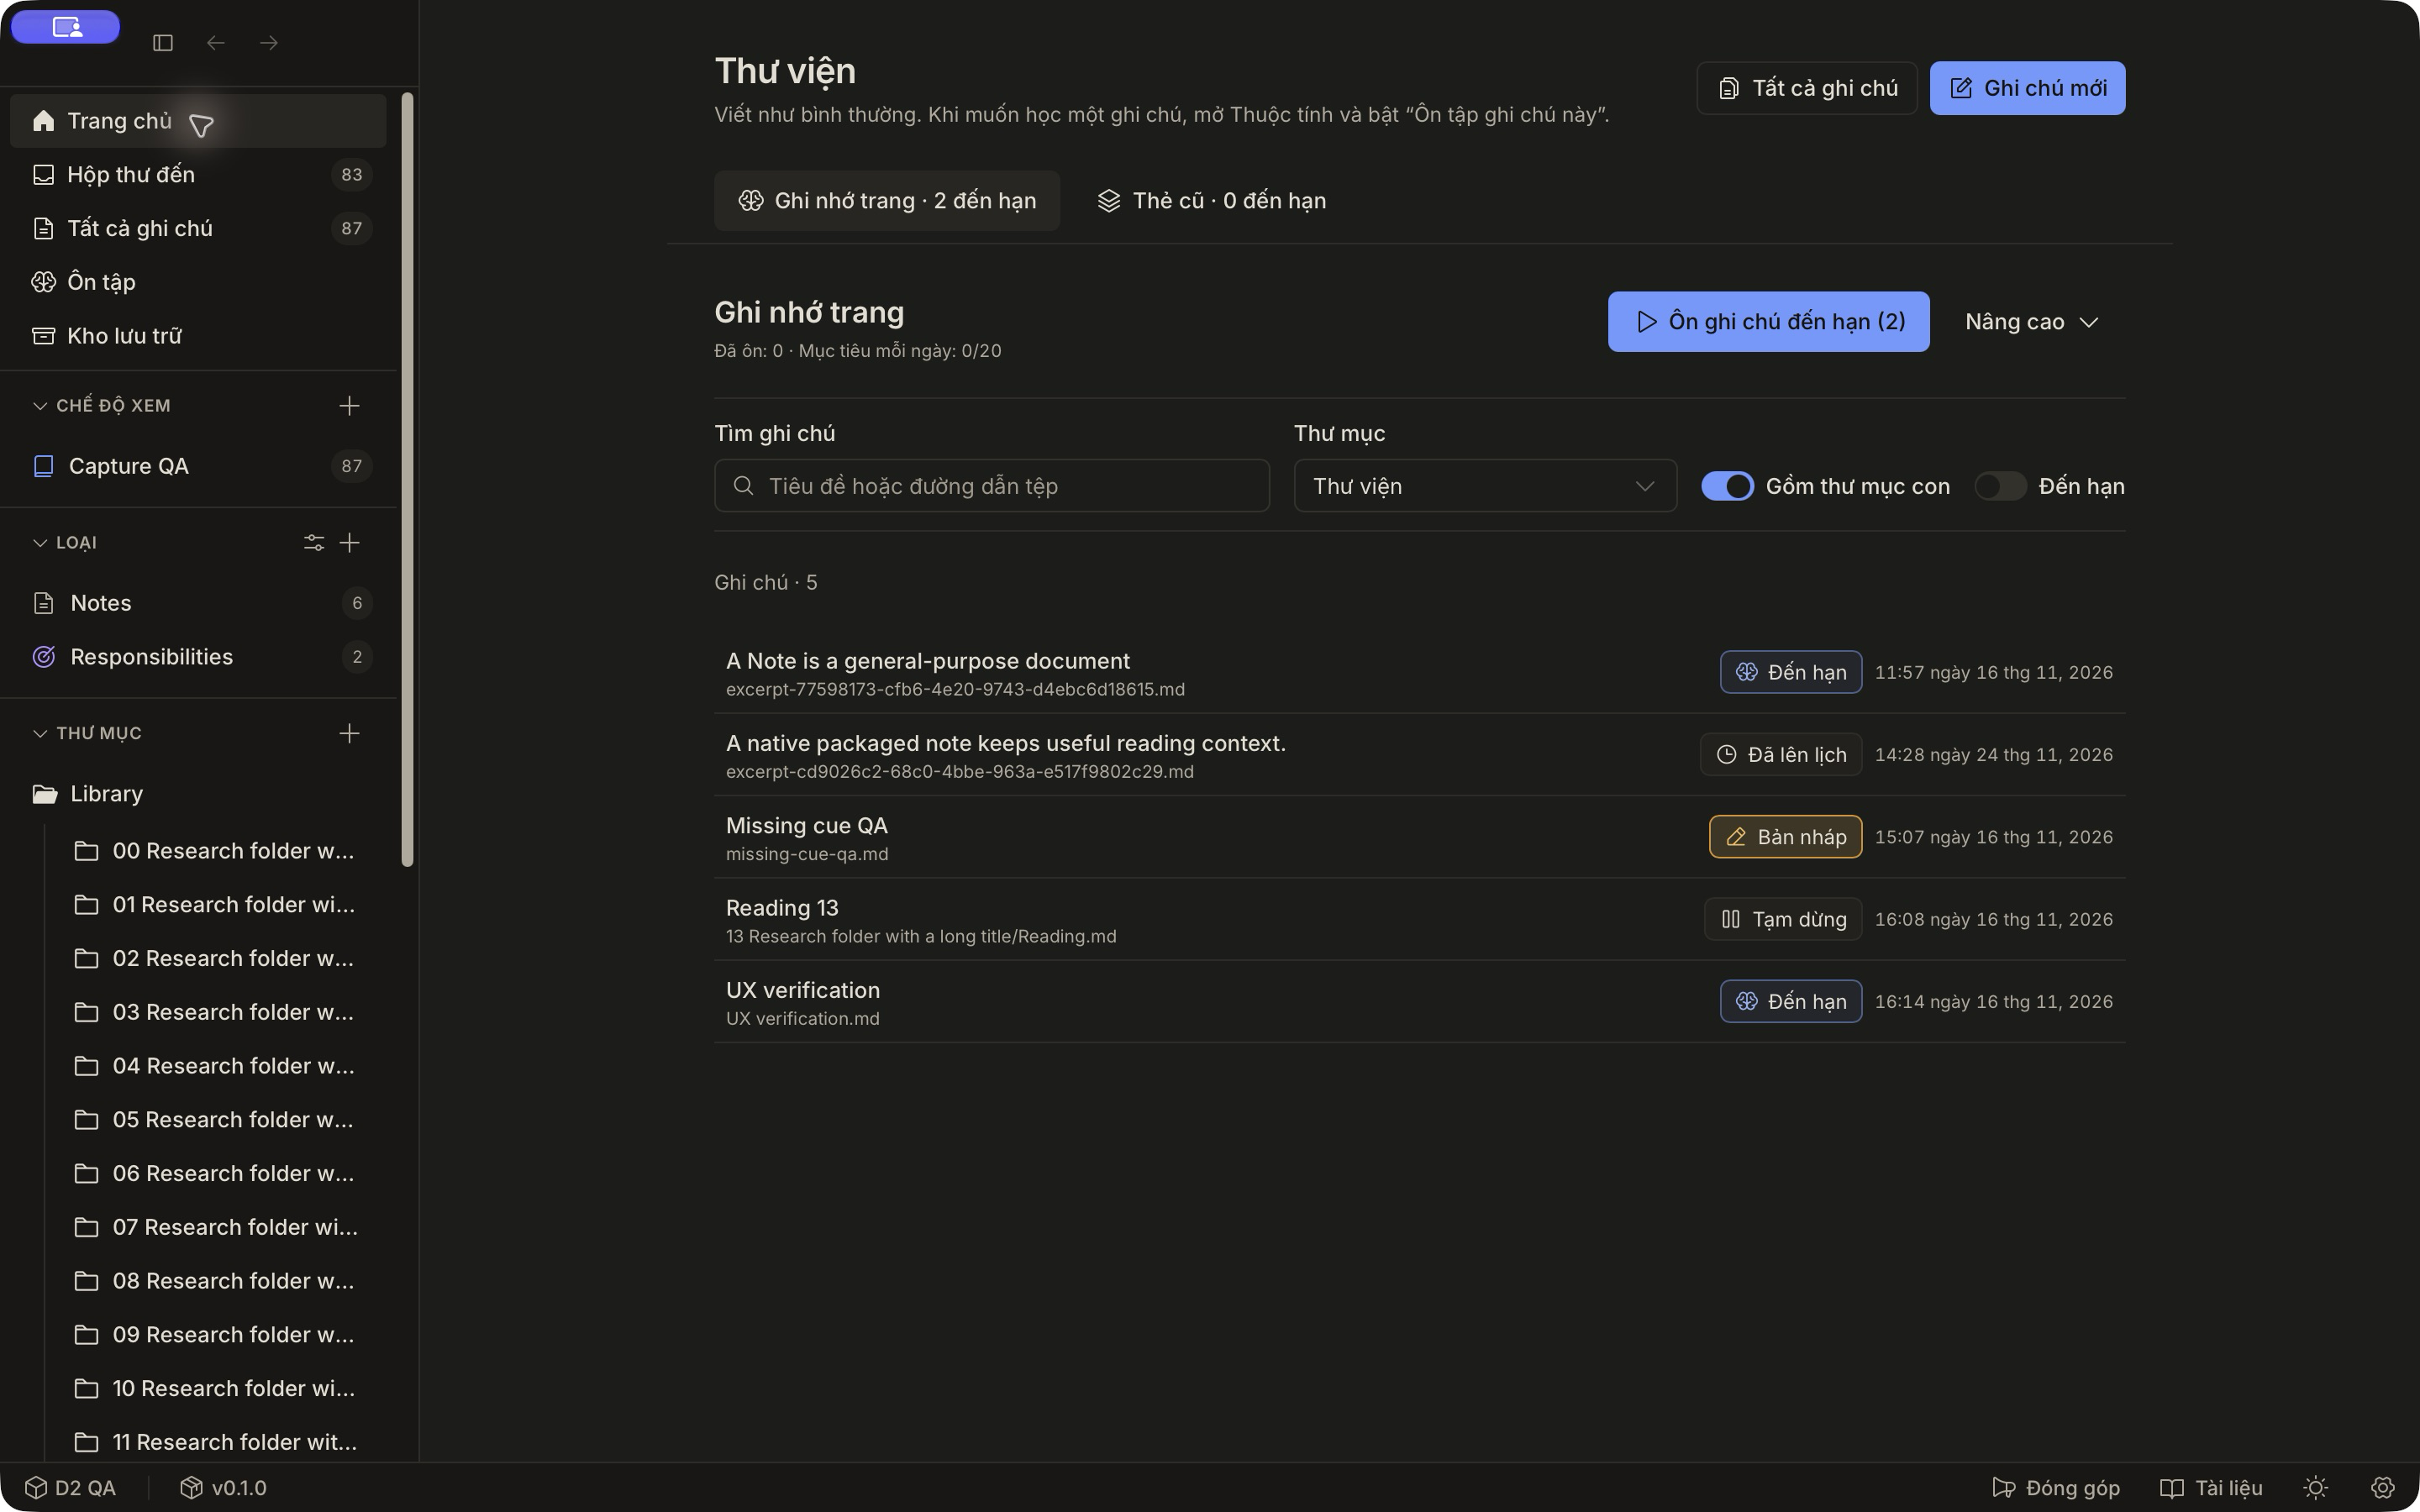 Trang chủ
Hộp thư đến 83
Tất cả ghi chú 87
Ôn tập
Kho lưu trữ
CHẾ ĐỘ XEM
Capture QA 87
LOẠI
Notes 6
Responsibilities 2
THƯ MỤC
Library
00 Research folder w...
01 Research folder wi...
02 Research folder w...
03 Research folder w...
04 Research folder w...
05 Research folder w...
06 Research folder w...
07 Research folder wi...
08 Research folder w...
09 Research folder w...
10 Research folder wi...
11 Research folder wit...
Thư viện
Viết như bình thường. Khi muốn học một ghi chú, mở Thuộc tính và bật “Ôn tập ghi chú này”.
Tất cả ghi chú
Ghi chú mới
Ghi nhớ trang · 2 đến hạn
Thẻ cũ · 0 đến hạn
Ghi nhớ trang
Đã ôn: 0 · Mục tiêu mỗi ngày: 0/20
Ôn ghi chú đến hạn (2)
Nâng cao
Tìm ghi chú
Thư mục
Tiêu đề hoặc đường dẫn tệp
Thư viện
Gồm thư mục con
Đến hạn
Ghi chú · 5
A Note is a general-purpose document
excerpt-77598173-cfb6-4e20-9743-d4ebc6d18615.md
Đến hạn 11:57 ngày 16 thg 11, 2026
A native packaged note keeps useful reading context.
excerpt-cd9026c2-68c0-4bbe-963a-e517f9802c29.md
Đã lên lịch 14:28 ngày 24 thg 11, 2026
Missing cue QA
missing-cue-qa.md
Bản nháp 15:07 ngày 16 thg 11, 2026
Reading 13
13 Research folder with a long title/Reading.md
Tạm dừng 16:08 ngày 16 thg 11, 2026
UX verification
UX verification.md
Đến hạn 16:14 ngày 16 thg 11, 2026
D2 QA
v0.1.0
Đóng góp
Tài liệu